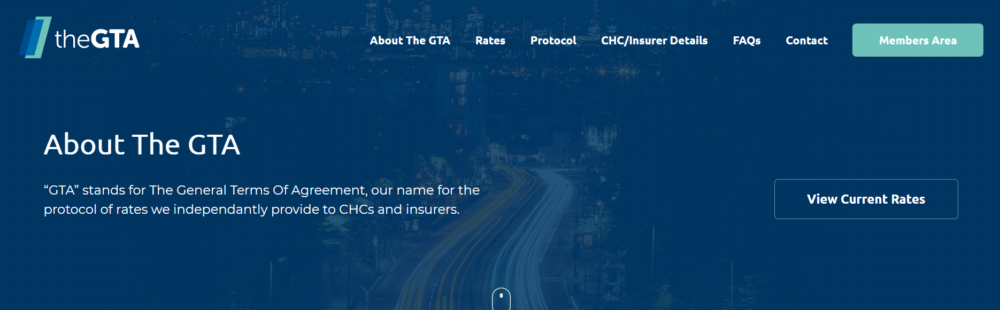 theGTA
About The GTA
Rates
Protocol
CHC/Insurer Details
FAQs
Contact
Members Area
About The GTA
“GTA” stands for The General Terms Of Agreement, our name for the
protocol of rates we independantly provide to CHCs and insurers.
View Current Rates